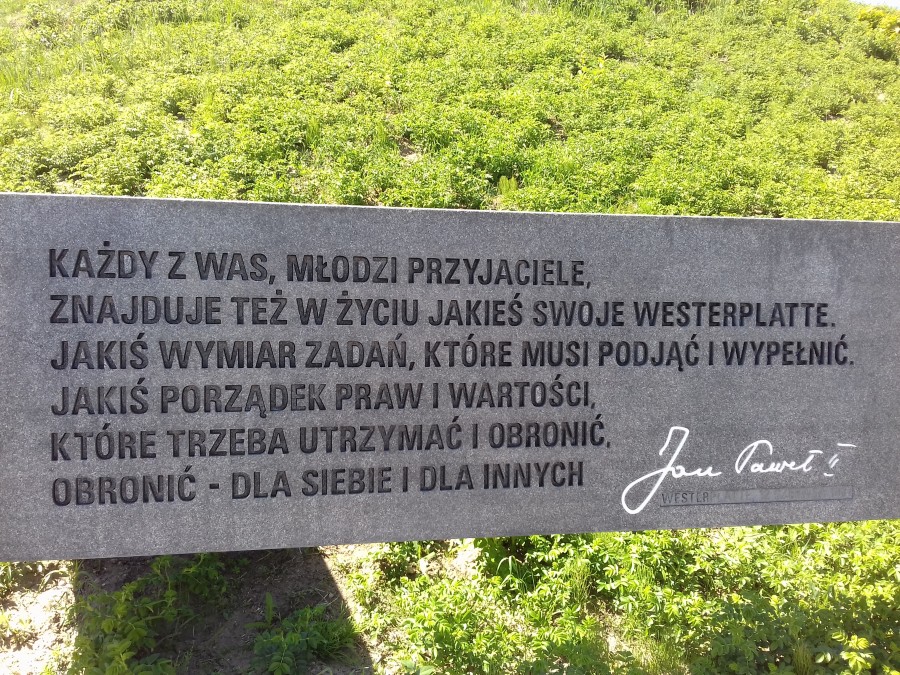 KAŻDY Z WAS, MŁODZI PRZYJACIELE,
ZNAJDUJE TEŻ W ŻYCIU JAKIEŚ SWOJE WESTERPLATTE.
JAKIŚ WYMIAR ZADAŃ, KTÓRE MUSI PODJĄĆ I WYPEŁNIĆ.
JAKIŚ PORZĄDEK PRAW I WARTOŚCI,
KTÓRE TRZEBA UTRZYMAĆ I OBRONIĆ,
OBRONIĆ - DLA SIEBIE I DLA INNYCH
Jan Paweł II